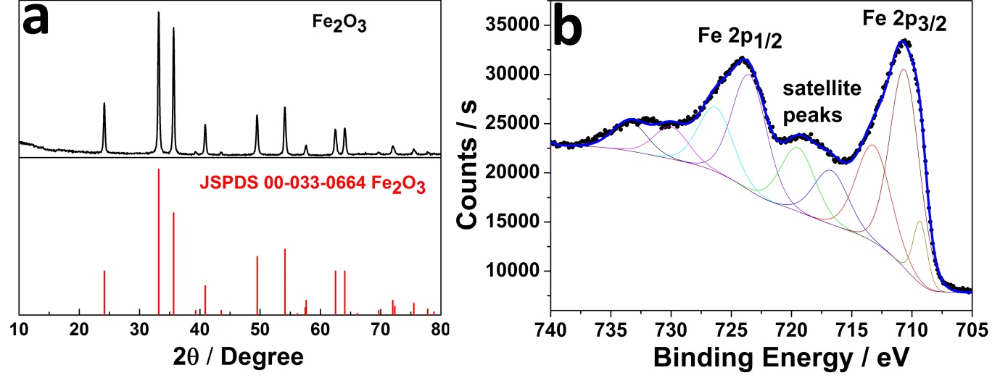 a
Fe2O3
JSPDS 00-033-0664 Fe2O3
10 20 30 40 50 60 70 80
2θ / Degree
b
Fe 2p1/2
Fe 2p3/2
satellite
peaks
35000
30000
25000
20000
15000
10000
Counts / s
740 735 730 725 720 715 710 705
Binding Energy / eV